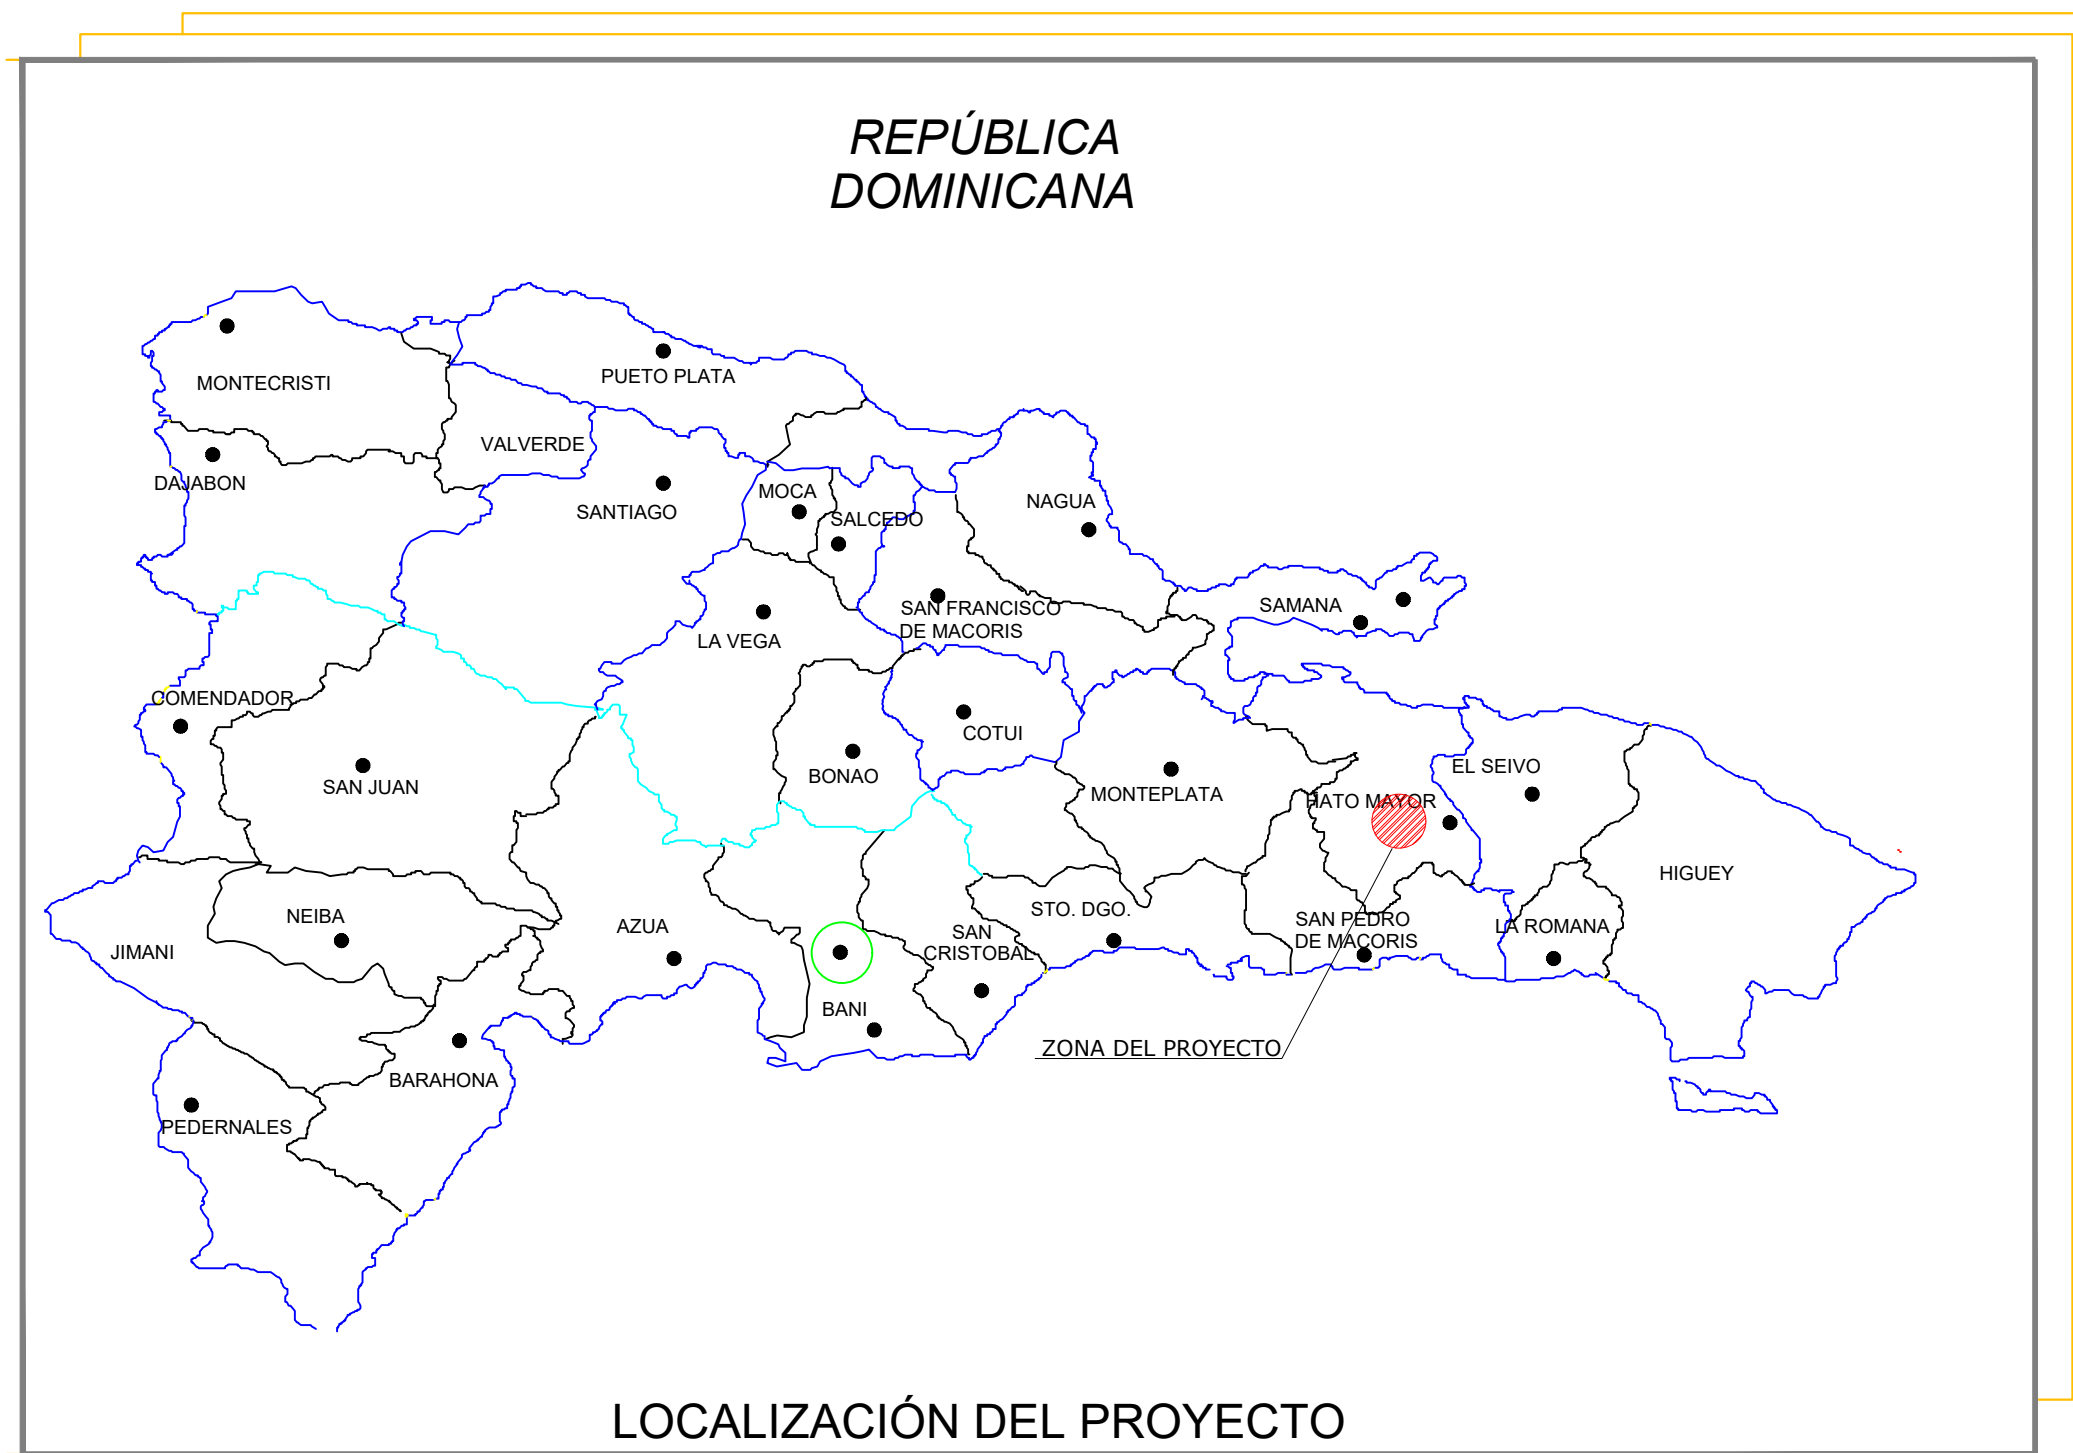 REPÚBLICA
DOMINICANA
MONTECRISTI
PUETO PLATA
VALVERDE
DAJABON
SANTIAGO
MOCA
SALCEDO
NAGUA
SAN FRANCISCO
DE MACORIS
SAMANA
LA VEGA
COMENDADOR
COTUI
SAN JUAN
BONAO
MONTEPLATA
EL SEIVO
HATO MAYOR
HIGUEY
NEIBA
AZUA
JIMANI
SAN
CRISTOBAL
STO. DGO.
SAN PEDRO
DE MACORIS
LA ROMANA
BANI
ZONA DEL PROYECTO
BARAHONA
PEDERNALES
LOCALIZACIÓN DEL PROYECTO